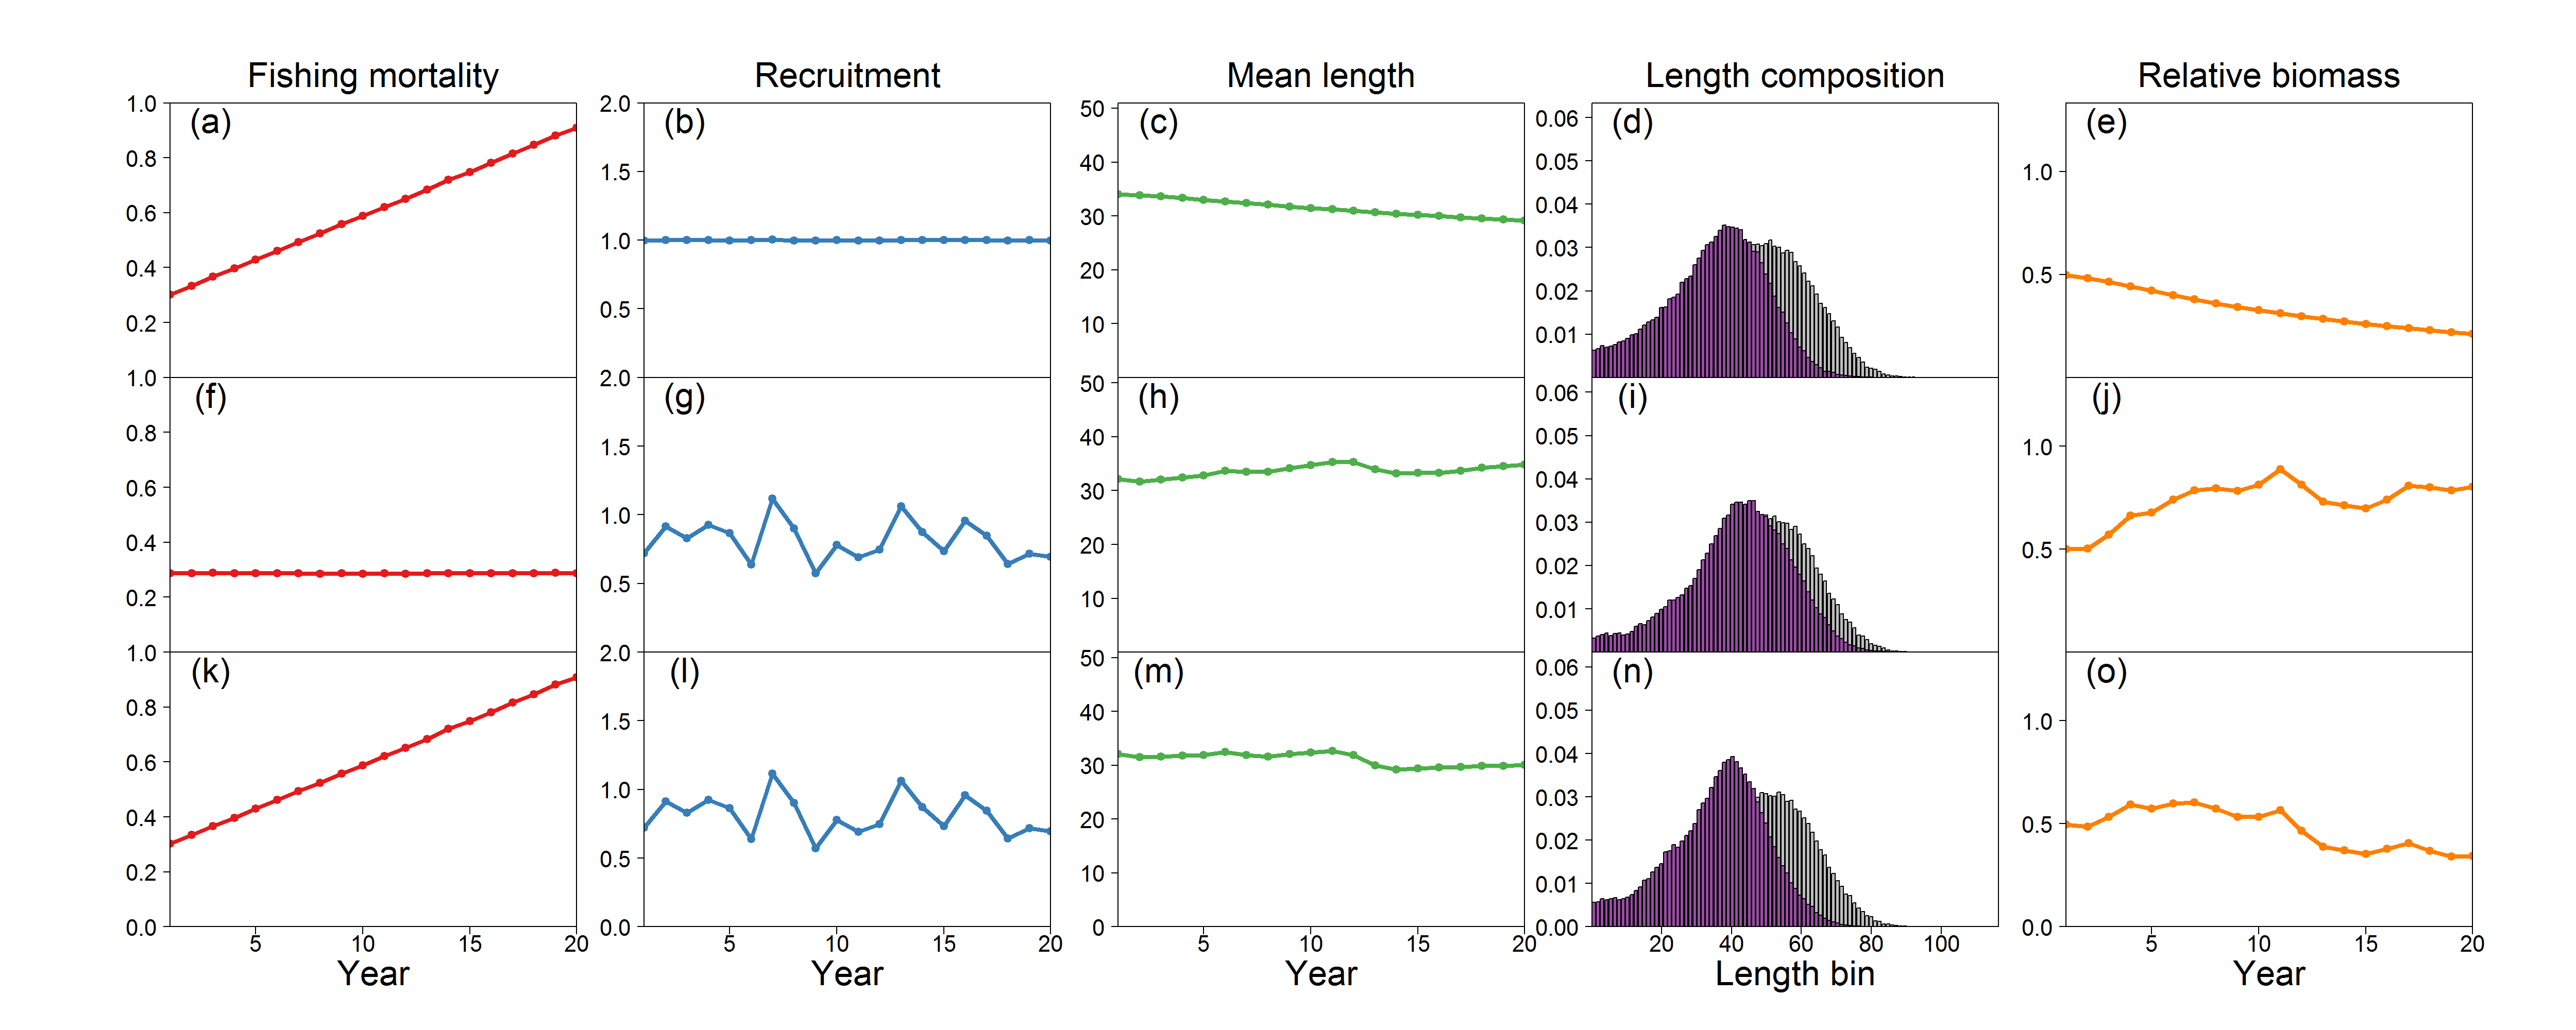 Fishing mortality Recruitment Mean length Length composition Relative biomass
(a) (b) (c) (d) (e)
1.0 0.8 0.6 0.4 0.2
2.0 1.5 1.0 0.5
50 40 30 20 10
0.06 0.05 0.04 0.03 0.02 0.01
1.0 0.5
(f) (g) (h) (i) (j)
1.0 0.8 0.6 0.4 0.2
2.0 1.5 1.0 0.5
50 40 30 20 10
0.06 0.05 0.04 0.03 0.02 0.01
1.0 0.5
(k) (l) (m) (n) (o)
1.0 0.8 0.6 0.4 0.2 0.0
2.0 1.5 1.0 0.5 0.0
50 40 30 20 10 0
0.06 0.05 0.04 0.03 0.02 0.01 0.00
1.0 0.5 0.0
5 10 15 20 5 10 15 20 5 10 15 20 20 40 60 80 100 5 10 15 20
Year Year Year Length bin Year